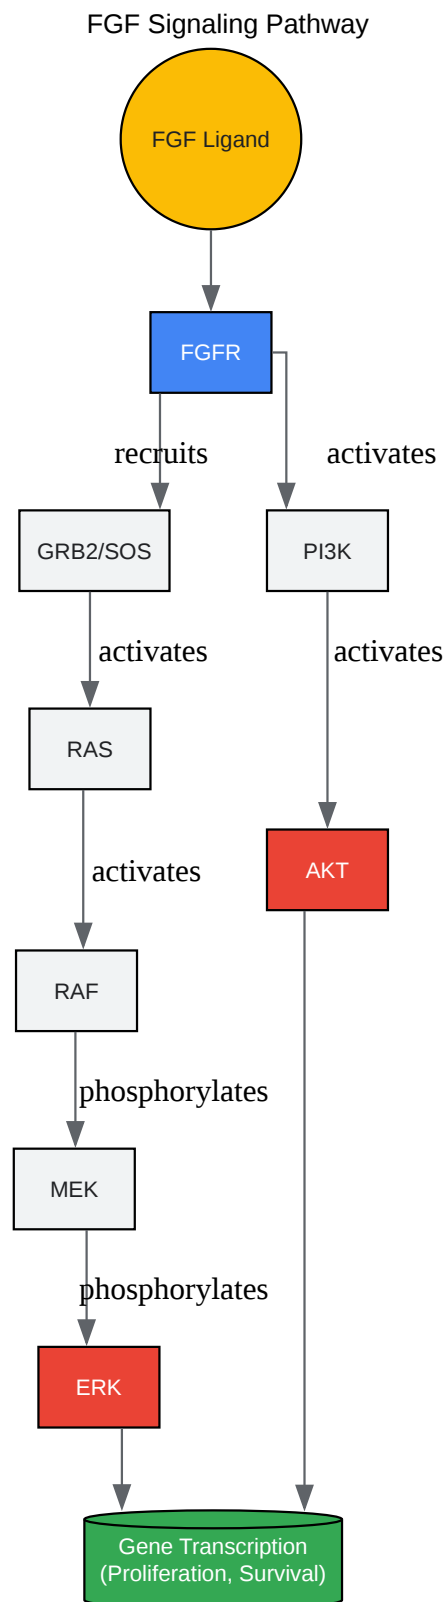 FGF Signaling Pathway
FGF Ligand
FGFR
recruits
activates
GRB2/SOS
PI3K
activates
activates
RAS
activates
AKT
RAF
phosphorylates
MEK
phosphorylates
ERK
Gene Transcription
(Proliferation, Survival)